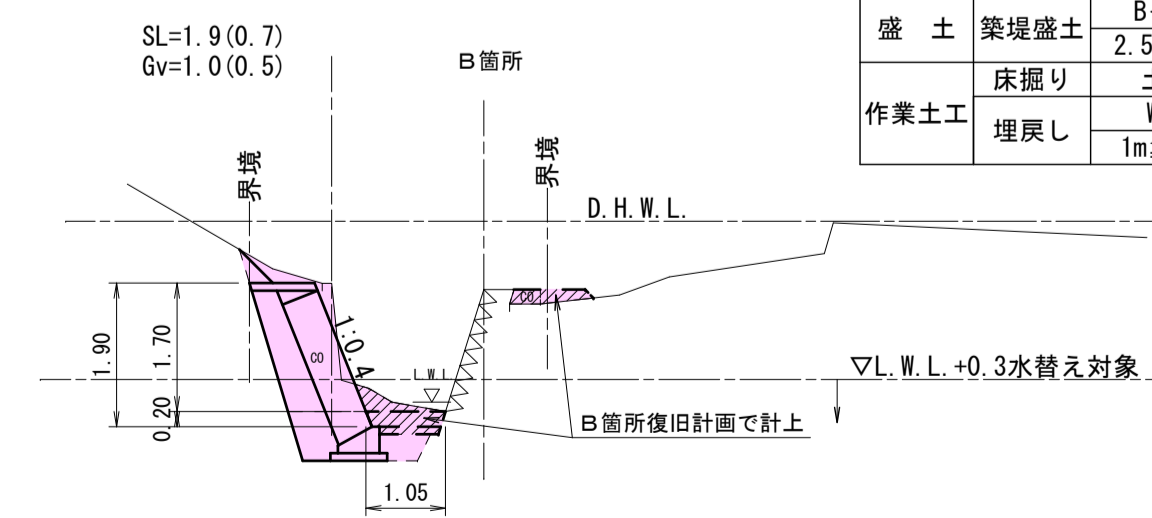 SL=1.9(0.7)
Gv=1.0(0.5)
B箇所
盛 土
築堤盛土
2.5
作業土工
床掘り
埋戻し
W
界境
界境
D.H.W.L.
1.90
1.70
0.20
1:0.4
CO
CO
L.W.L
▽L.W.L.+0.3水替え対象
B箇所復旧計画で計上
1.05